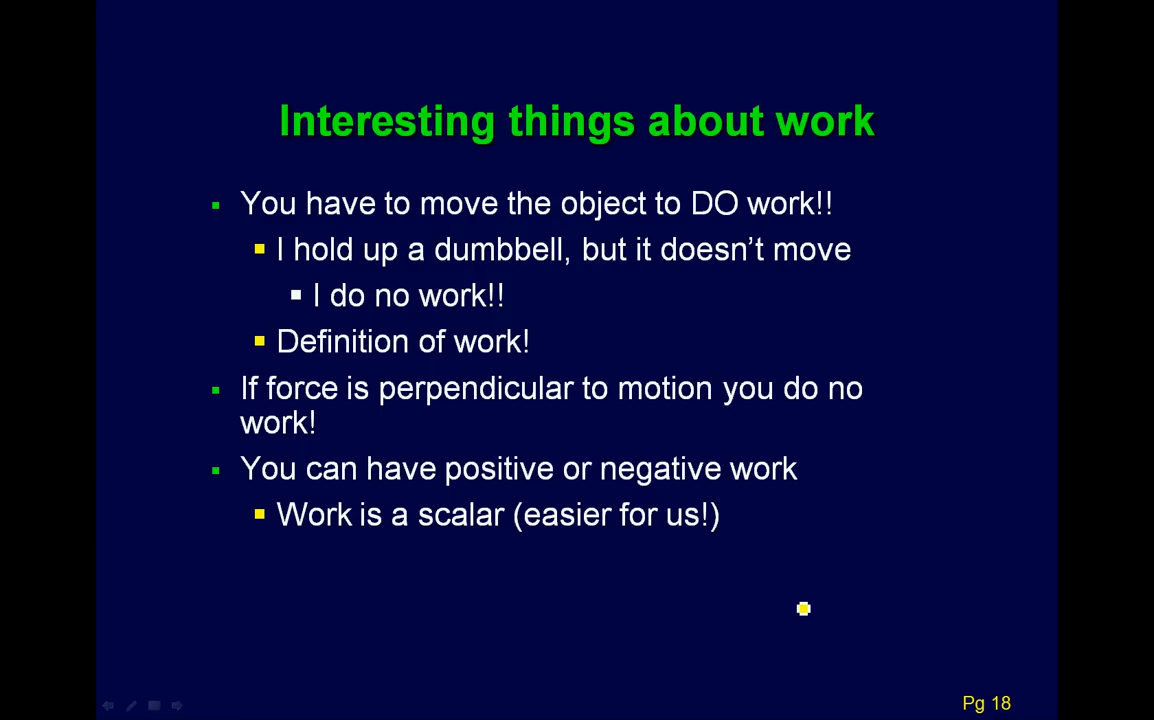 Interesting things about work
You have to move the object to DO work!!
I hold up a dumbbell, but it doesn’t move
I do no work!!
Definition of work!
If force is perpendicular to motion you do no
work!
You can have positive or negative work
Work is a scalar (easier for us!)
Pg 18